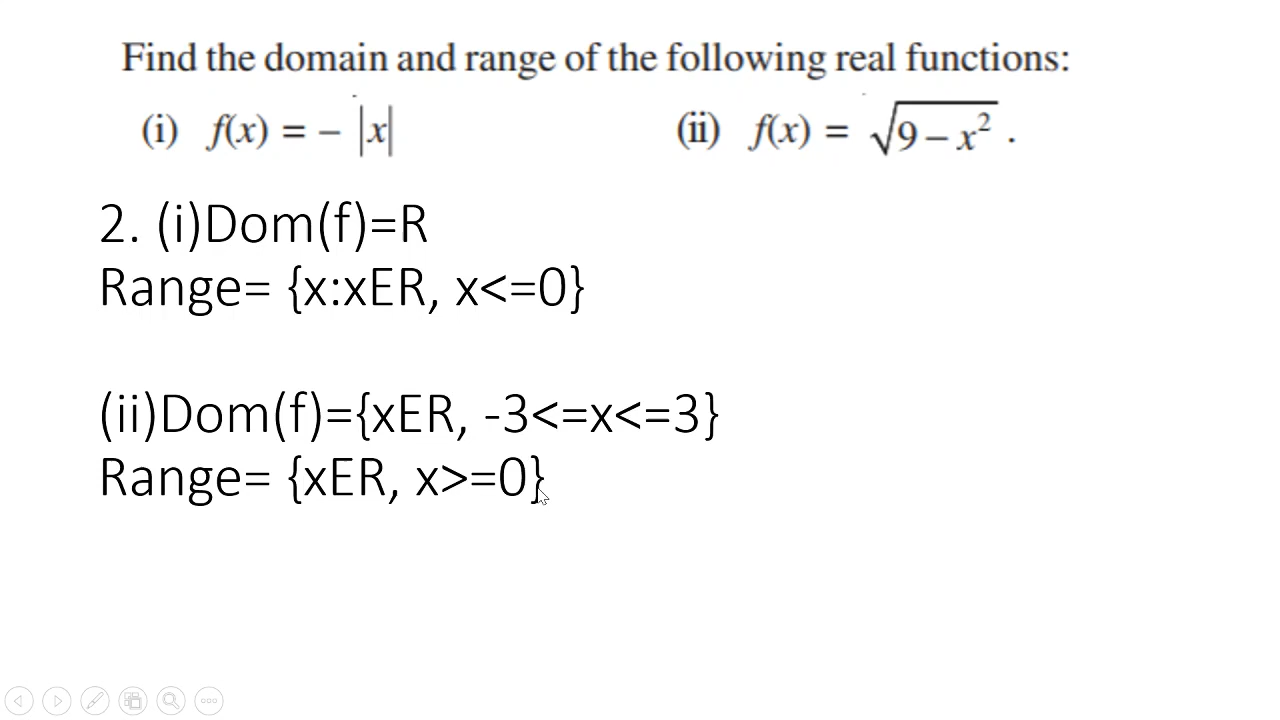 Find the domain and range of the following real functions:
(i) f(x) = – |x| (ii) f(x) = √9 – x² .
2. (i)Dom(f)=R
Range= {x:xER, x<=0}
(ii)Dom(f)={xER, -3<=x<=3}
Range= {xER, x>=0}